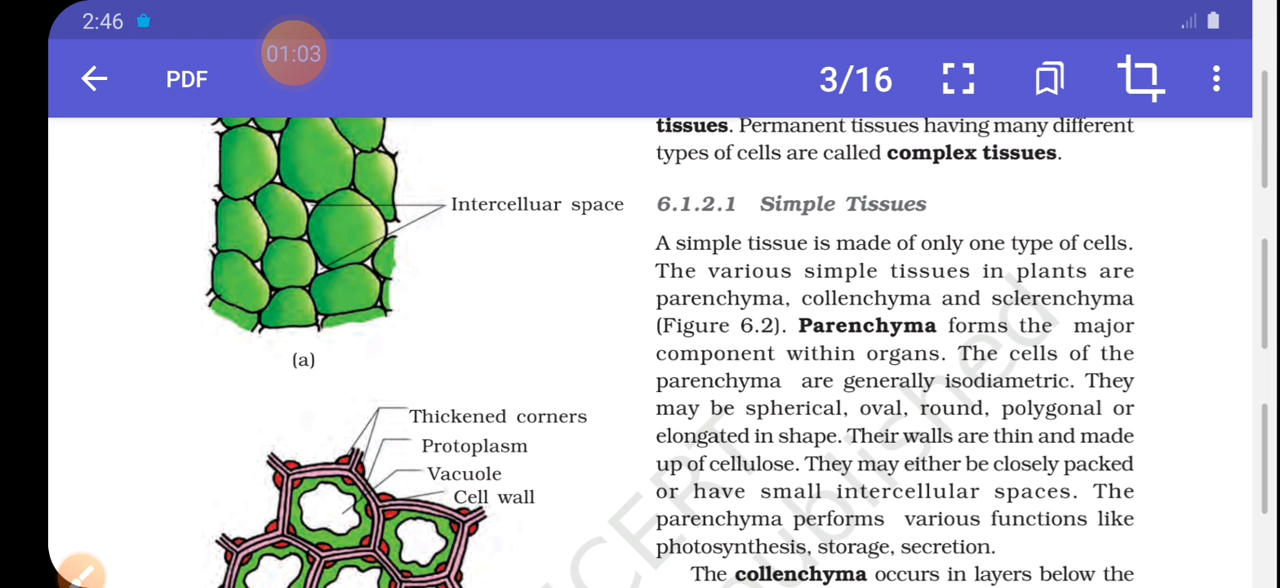 2:46
01:03
PDF
3/16
Intercelluar space
(a)
Thickened corners
Protoplasm
Vacuole
Cell wall
tissues. Permanent tissues having many different
types of cells are called complex tissues.
6.1.2.1 Simple Tissues
A simple tissue is made of only one type of cells.
The various simple tissues in plants are
parenchyma, collenchyma and sclerenchyma
(Figure 6.2). Parenchyma forms the major
component within organs. The cells of the
parenchyma are generally isodiametric. They
may be spherical, oval, round, polygonal or
elongated in shape. Their walls are thin and made
up of cellulose. They may either be closely packed
or have small intercellular spaces. The
parenchyma performs various functions like
photosynthesis, storage, secretion.
The collenchyma occurs in layers below the